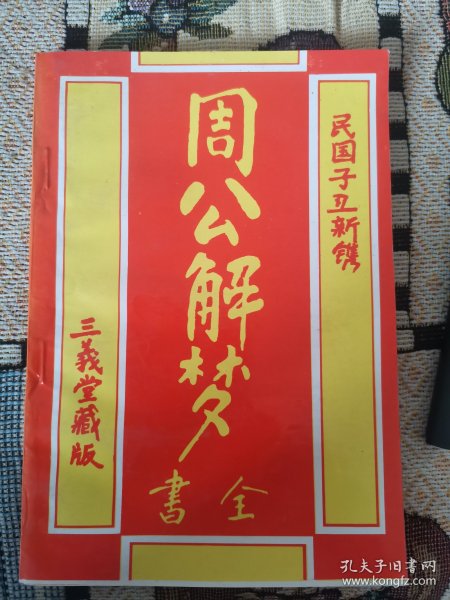 民国子丑新镌
周公解梦
全書
三義堂藏版
孔夫子旧书网
www.kongfz.com